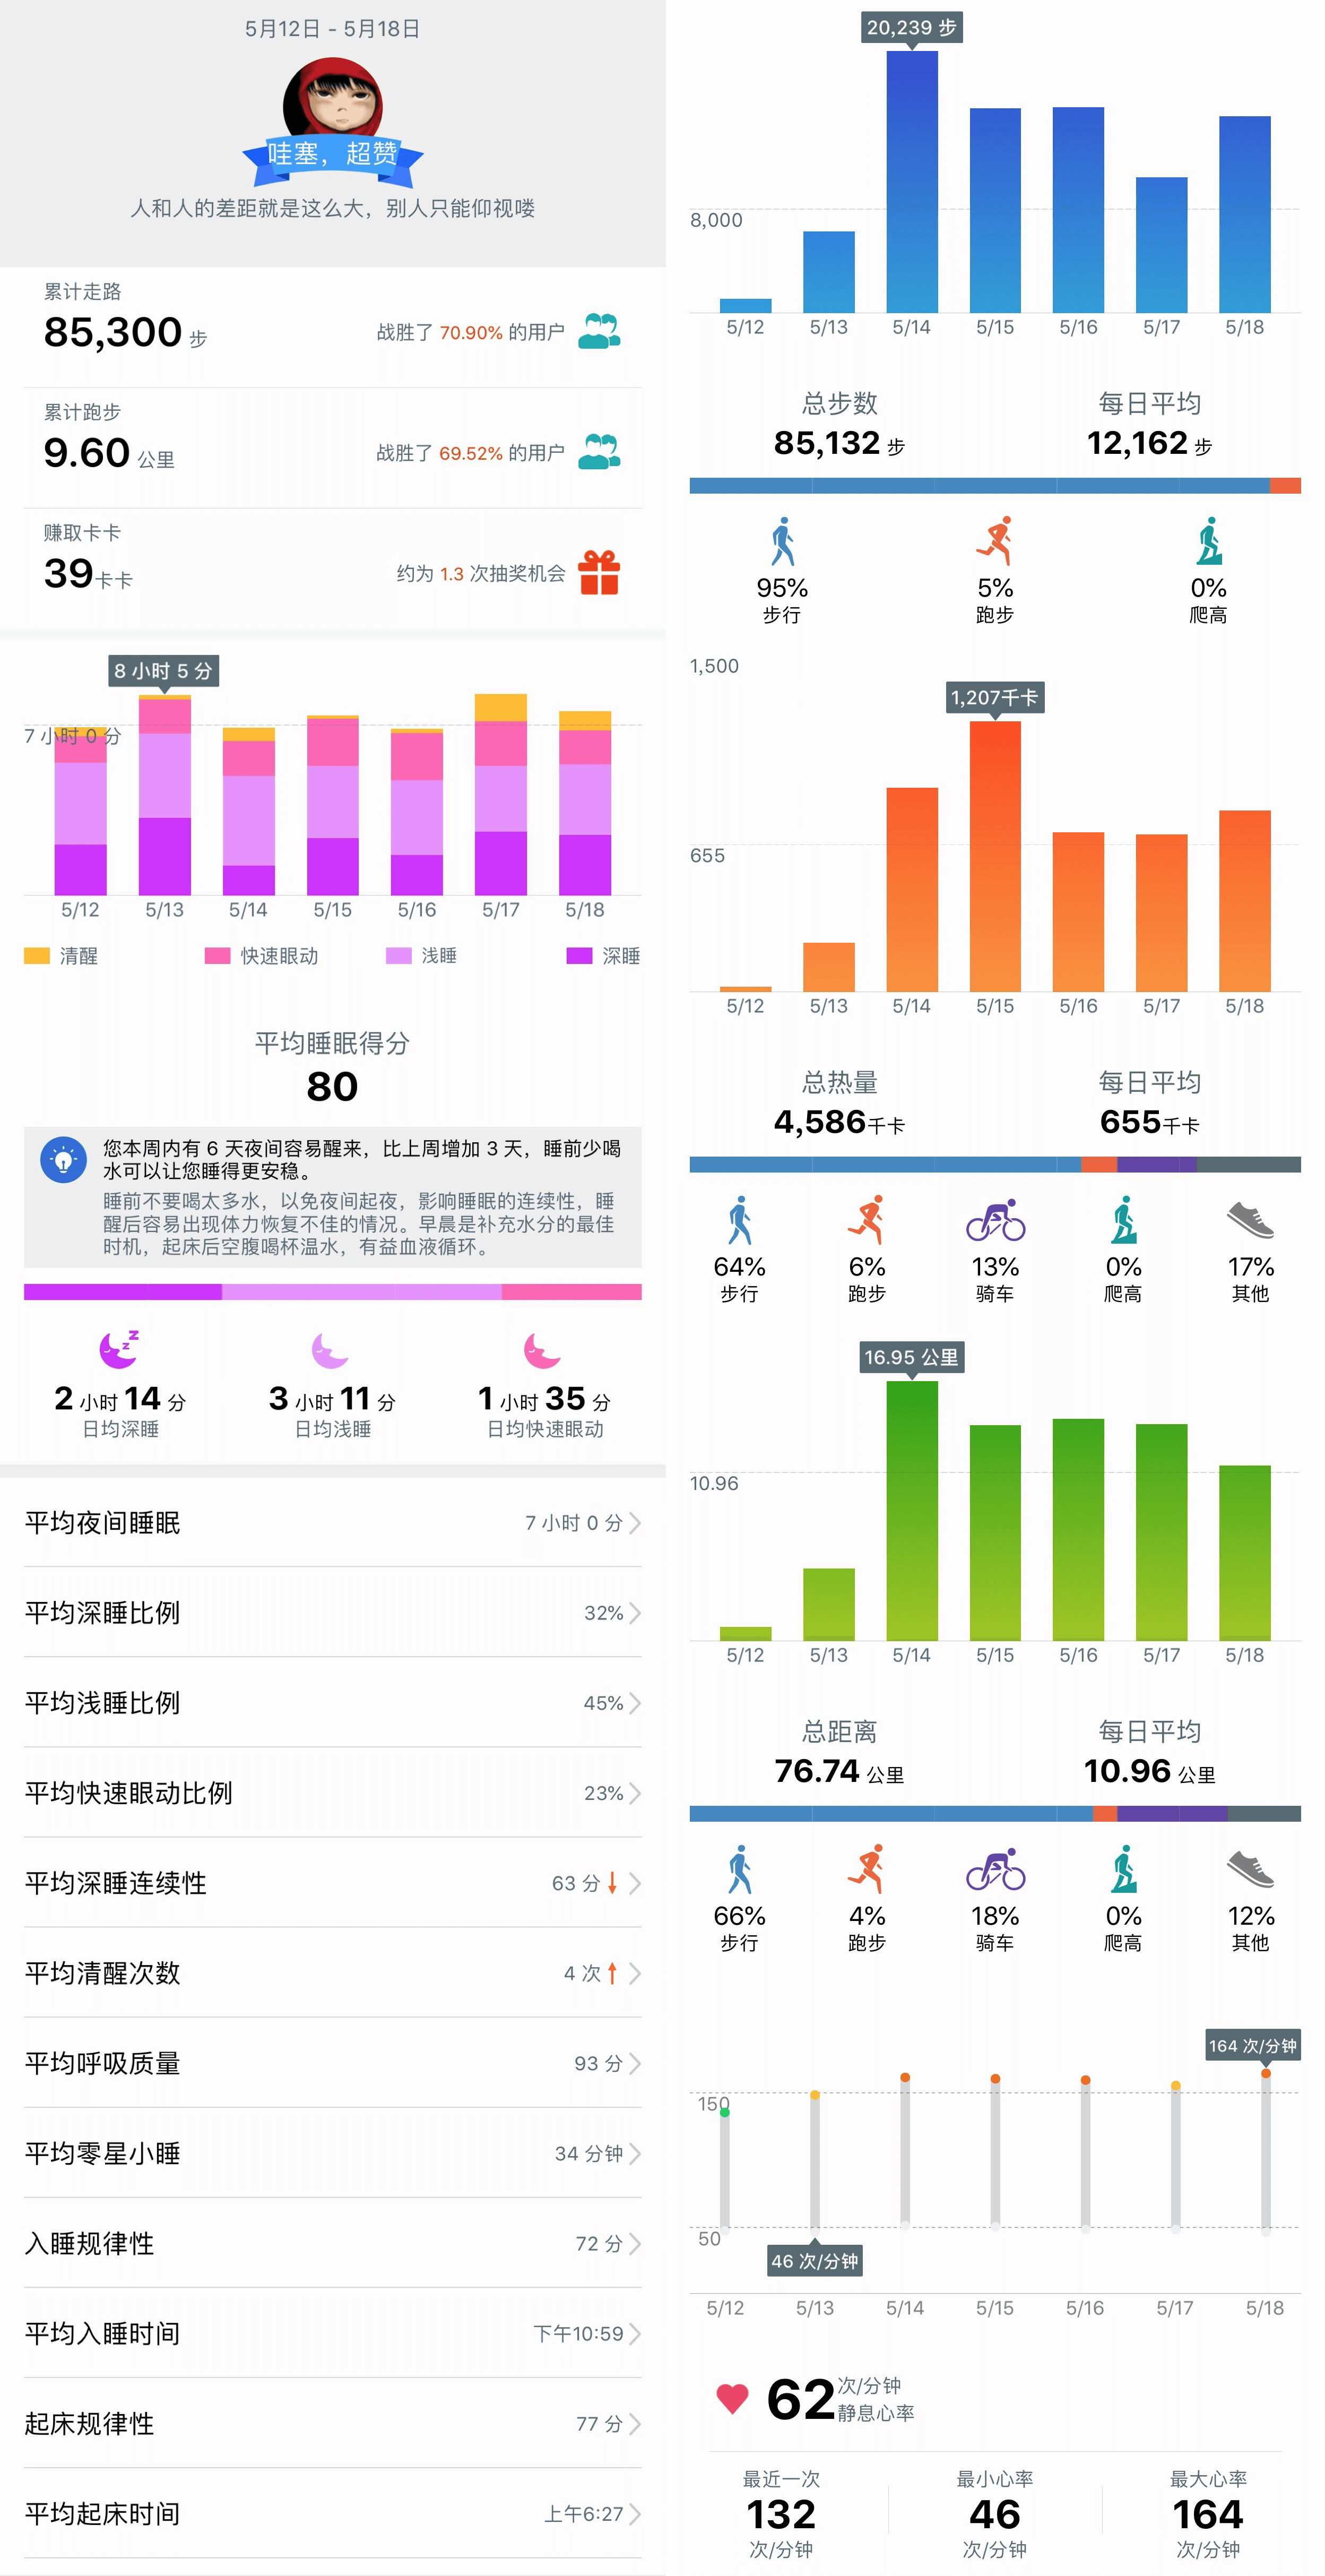 5月12日 - 5月18日
哇塞，超赞
人和人的差距就是这么大，别人只能仰视喽
累计走路
85,300 步
战胜了 70.90% 的用户
累计跑步
9.60 公里
战胜了 69.52% 的用户
赚取卡卡
39卡卡
约为 1.3 次抽奖机会
8 小时 5 分
7 小时 0 分
5/12 5/13 5/14 5/15 5/16 5/17 5/18
清醒 快速眼动 浅睡 深睡
平均睡眠得分
80
您本周内有 6 天夜间容易醒来，比上周增加 3 天，睡前少喝
水可以让您睡得更安稳。
睡前不要喝太多水，以免夜间起夜，影响睡眠的连续性，睡
醒后容易出现体力恢复不佳的情况。早晨是补充水分的最佳
时机，起床后空腹喝杯温水，有益血液循环。
z z
2 小时 14 分 3 小时 11 分 1 小时 35 分
日均深睡 日均浅睡 日均快速眼动
平均夜间睡眠 7 小时 0 分
平均深睡比例 32%
平均浅睡比例 45%
平均快速眼动比例 23%
平均深睡连续性 63 分
平均清醒次数 4 次
平均呼吸质量 93 分
平均零星小睡 34 分钟
入睡规律性 72 分
平均入睡时间 下午10:59
起床规律性 77 分
平均起床时间 上午6:27
20,239 步
8,000
5/12 5/13 5/14 5/15 5/16 5/17 5/18
总步数 每日平均
85,132 步 12,162 步
95% 5% 0%
步行 跑步 爬高
1,500
1,207千卡
655
5/12 5/13 5/14 5/15 5/16 5/17 5/18
总热量 每日平均
4,586千卡 655千卡
64% 6% 13% 0% 17%
步行 跑步 骑车 爬高 其他
16.95 公里
10.96
5/12 5/13 5/14 5/15 5/16 5/17 5/18
总距离 每日平均
76.74 公里 10.96 公里
66% 4% 18% 0% 12%
步行 跑步 骑车 爬高 其他
164 次/分钟
150
50
46 次/分钟
5/12 5/13 5/14 5/15 5/16 5/17 5/18
62 次/分钟
静息心率
最近一次 最小心率 最大心率
132 46 164
次/分钟 次/分钟 次/分钟